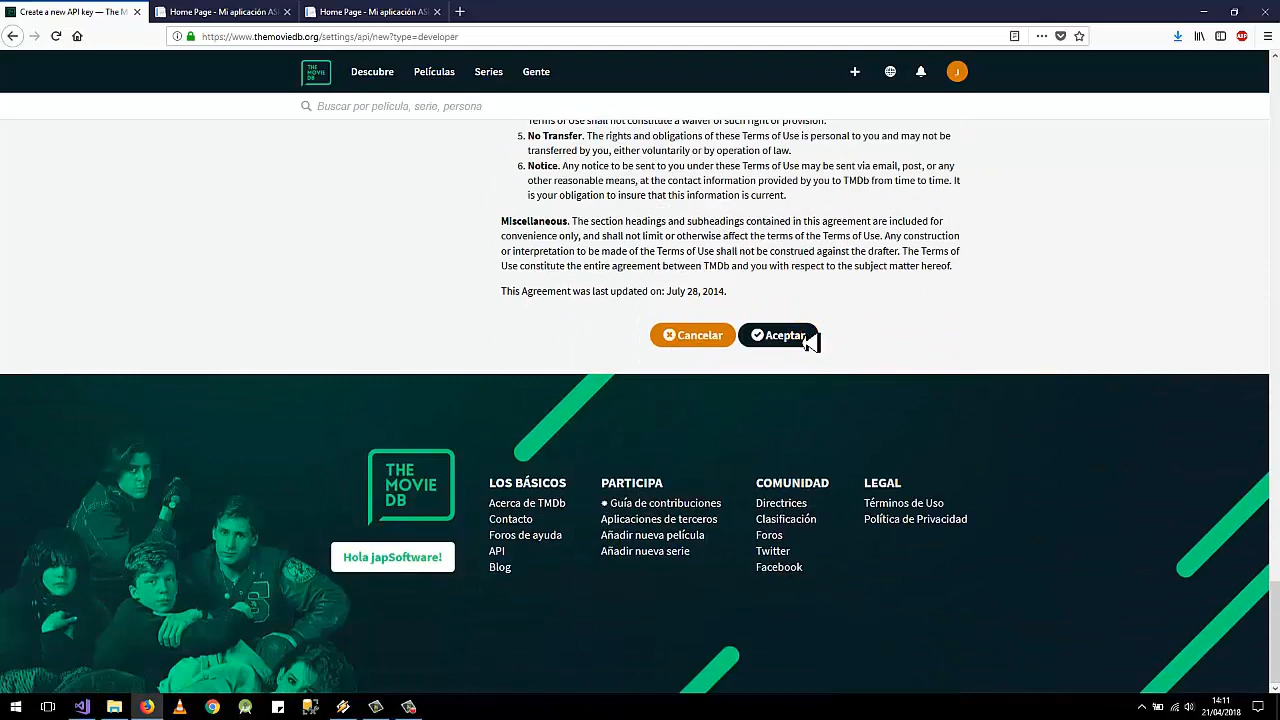 Create a new API key — The M
Home Page - Mi aplicación AS
Home Page - Mi aplicación AS
https://www.themoviedb.org/settings/api/new?type=developer
ABP
THE
MOVIE
DB
Descubre
Películas
Series
Gente
J
Buscar por película, serie, persona
Terms of Use shall not constitute a waiver of such right or provision.
5. No Transfer. The rights and obligations of these Terms of Use is personal to you and may not be
transferred by you, either voluntarily or by operation of law.
6. Notice. Any notice to be sent to you under these Terms of Use may be sent via email, post, or any
other reasonable means, at the contact information provided by you to TMDb from time to time. It
is your obligation to insure that this information is current.
Miscellaneous. The section headings and subheadings contained in this agreement are included for
convenience only, and shall not limit or otherwise affect the terms of the Terms of Use. Any construction
or interpretation to be made of the Terms of Use shall not be construed against the drafter. The Terms of
Use constitute the entire agreement between TMDb and you with respect to the subject matter hereof.
This Agreement was last updated on: July 28, 2014.
Cancelar
Aceptar
THE
MOVIE
DB
Hola japSoftware!
LOS BÁSICOS
Acerca de TMDb
Contacto
Foros de ayuda
API
Blog
PARTICIPA
Guía de contribuciones
Aplicaciones de terceros
Añadir nueva película
Añadir nueva serie
COMUNIDAD
Directrices
Clasificación
Foros
Twitter
Facebook
LEGAL
Términos de Uso
Política de Privacidad
14:11
21/04/2018